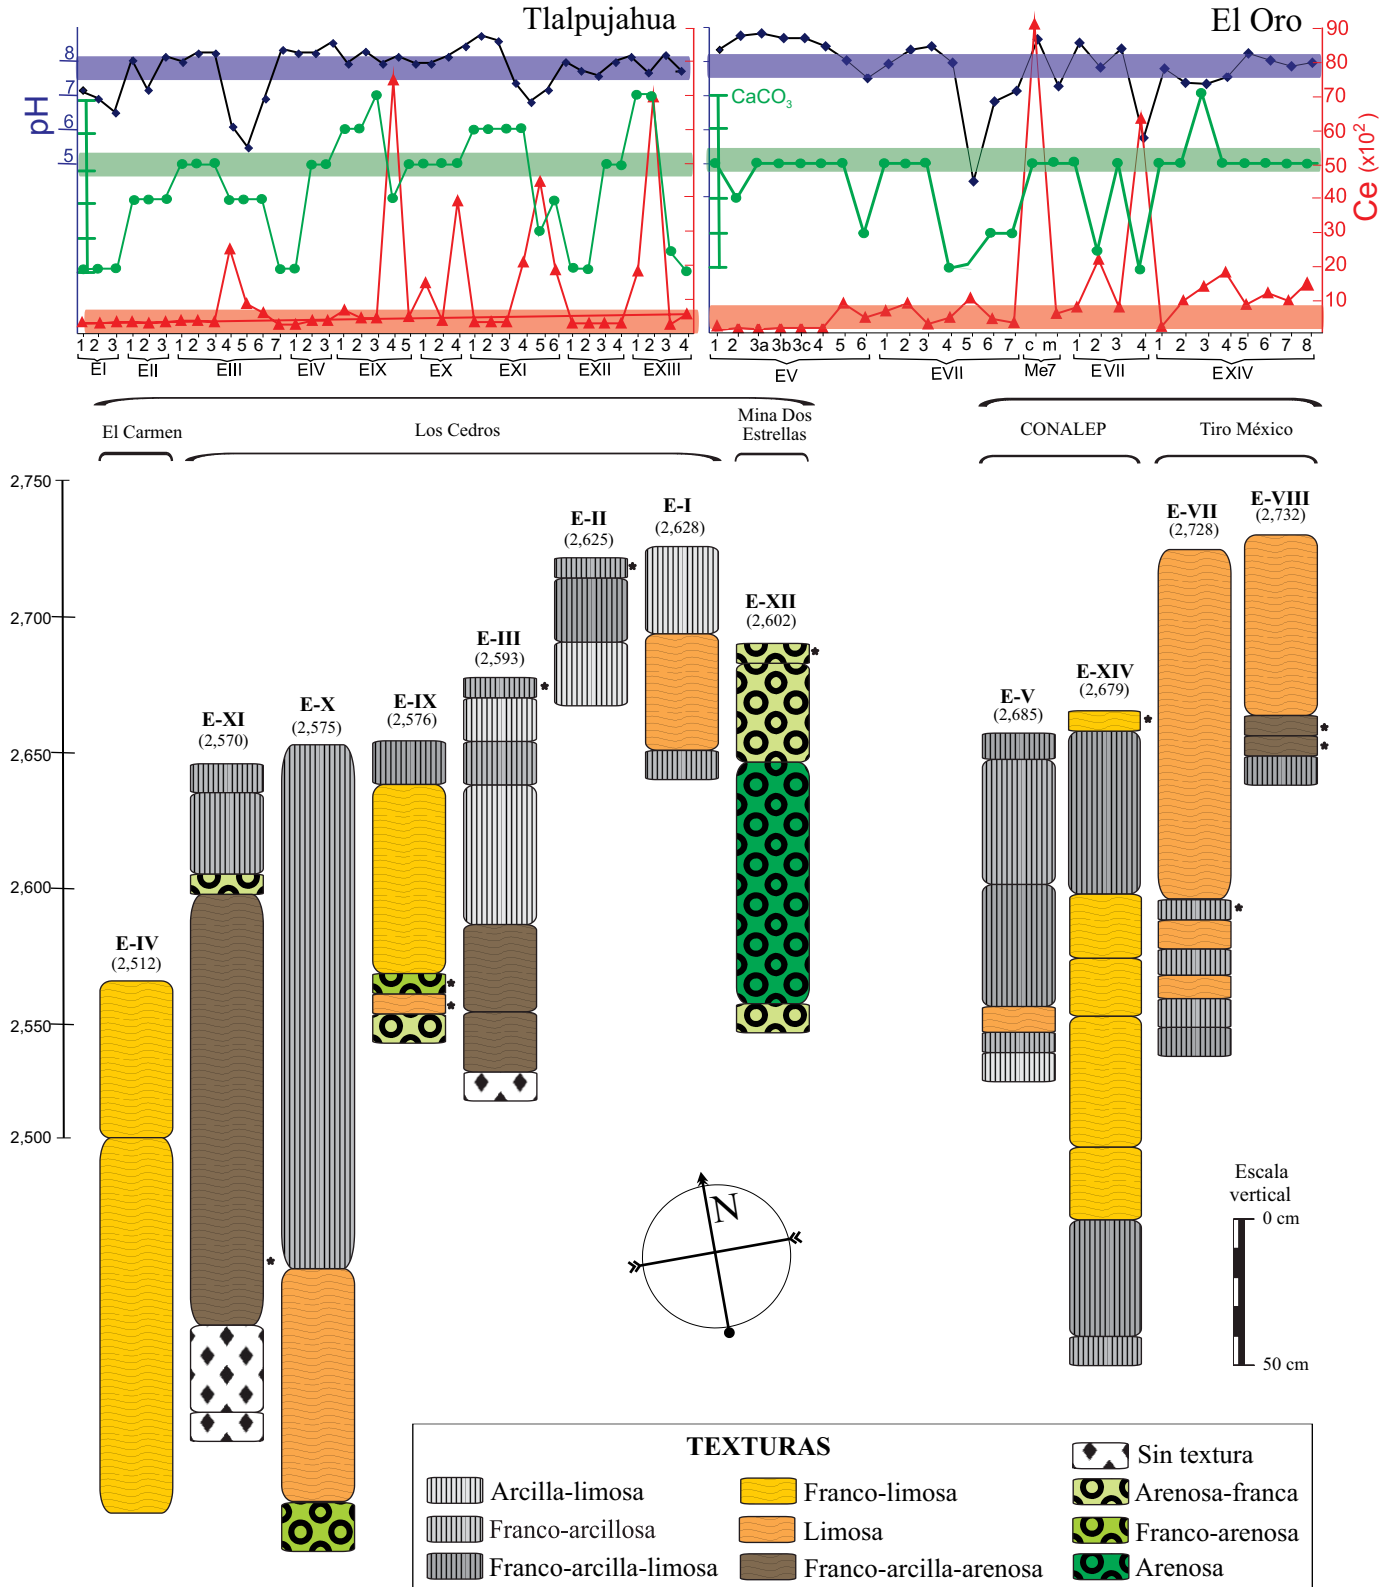 Tlalpujahua
El Oro
pH
8
7
6
5
CaCO3
90
80
70
60
50
40
30
20
10
Ce (x10²)
1 2 3 1 2 3 1 2 3 4 5 6 7 1 2 3 1 2 3 4 5 1 2 4 1 2 3 4 5 6 1 2 3 4 1 2 3 4
EI EII EIII EIV EIX EX EXI EXII EXIII
1 2 3a 3b 3c 4 5 6 1 2 3 4 5 6 7 c m 1 2 3 4 1 2 3 4 5 6 7 8
EV EVII Me7 EVII EXIV
El Carmen
Los Cedros
Mina Dos
Estrellas
CONALEP
Tiro México
2,750
2,700
2,650
2,600
2,550
2,500
E-IV
(2,512)
E-XI
(2,570)
*
E-X
(2,575)
E-IX
(2,576)
*
*
E-III
(2,593)
*
E-II
(2,625)
*
E-I
(2,628)
E-XII
(2,602)
*
E-V
(2,685)
E-XIV
(2,679)
*
E-VII
(2,728)
*
E-VIII
(2,732)
*
*
N
Escala
vertical
0 cm
50 cm
TEXTURAS
Arcilla-limosa
Franco-arcillosa
Franco-arcilla-limosa
Franco-limosa
Limosa
Franco-arcilla-arenosa
Sin textura
Arenosa-franca
Franco-arenosa
Arenosa